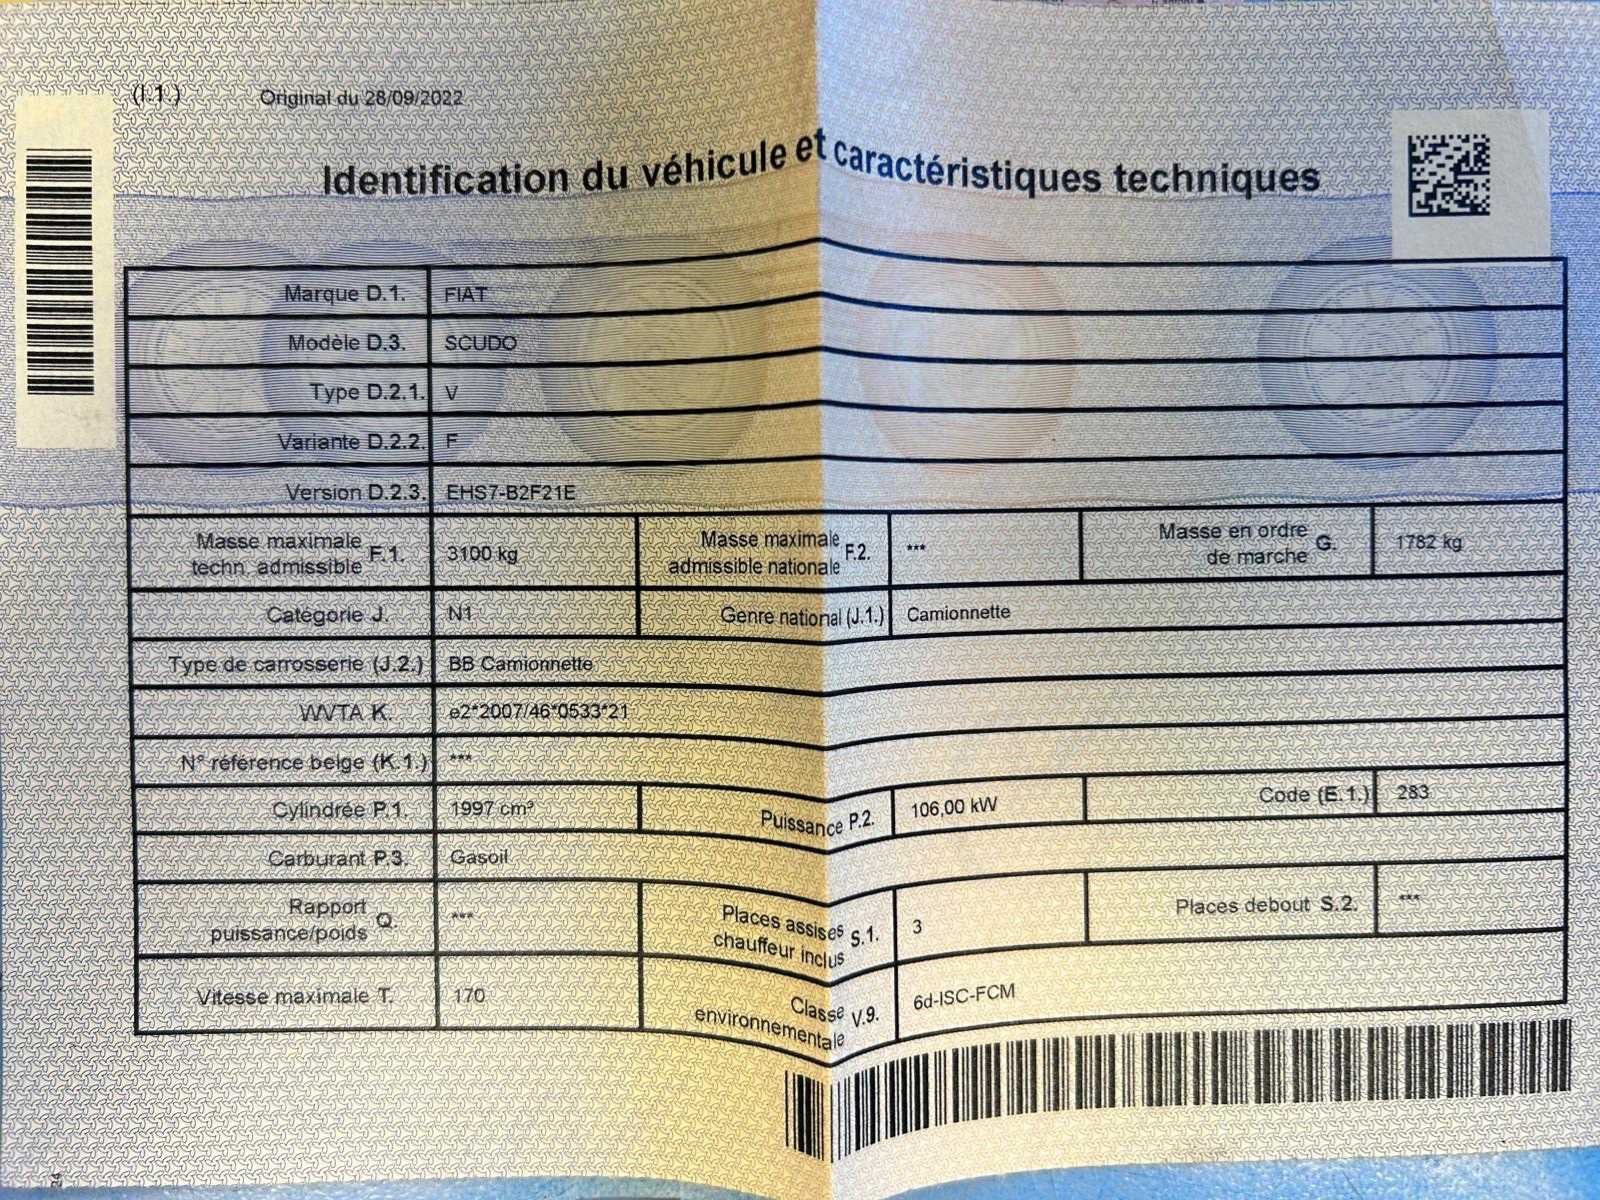 (I.1.) Original du 28/09/2022
Identification du véhicule et caractéristiques techniques
Marque D.1. FIAT
Modèle D.3. SCUDO
Type D.2.1. V
Variante D.2.2. F
Version D.2.3. EHS7-B2F21E
Masse maximale techn. admissible F.1. 3100 kg Masse maximale admissible nationale F.2. *** Masse en ordre de marche G. 1782 kg
Catégorie J. N1 Genre national (J.1.) Camionnette
Type de carrosserie (J.2.) BB Camionnette
WVTA K. e2*2007/46*0533*21
N° référence belge (K.1.) ***
Cylindrée P.1. 1997 cm³ Puissance P.2. 106,00 kW Code (E.1.) 283
Carburant P.3. Gasoil
Rapport puissance/poids Q. *** Places assises chauffeur inclus S.1. 3 Places debout S.2. ***
Vitesse maximale T. 170 Classe environnementale V.9. 6d-ISC-FCM